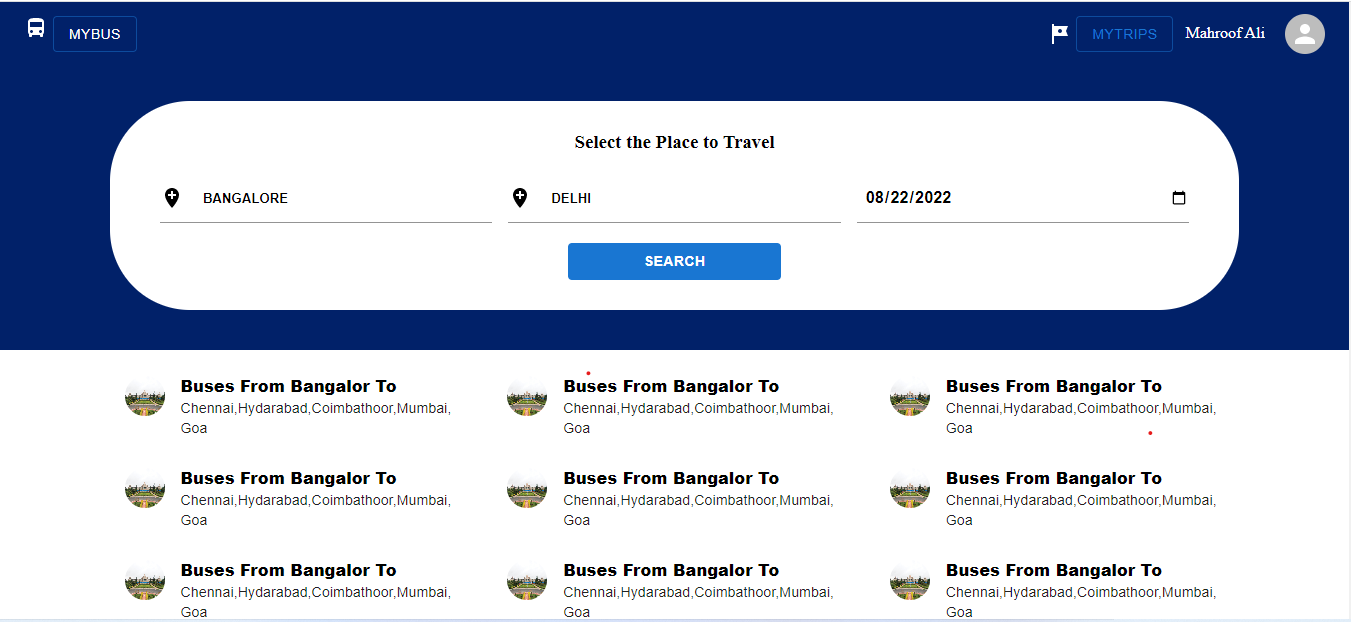 MYBUS
MYTRIPS
Mahroof Ali
Select the Place to Travel
BANGALORE
DELHI
08/22/2022
SEARCH
Buses From Bangalor To
Chennai,Hydarabad,Coimbathoor,Mumbai,
Goa
Buses From Bangalor To
Chennai,Hydarabad,Coimbathoor,Mumbai,
Goa
Buses From Bangalor To
Chennai,Hydarabad,Coimbathoor,Mumbai,
Goa
Buses From Bangalor To
Chennai,Hydarabad,Coimbathoor,Mumbai,
Goa
Buses From Bangalor To
Chennai,Hydarabad,Coimbathoor,Mumbai,
Goa
Buses From Bangalor To
Chennai,Hydarabad,Coimbathoor,Mumbai,
Goa
Buses From Bangalor To
Chennai,Hydarabad,Coimbathoor,Mumbai,
Goa
Buses From Bangalor To
Chennai,Hydarabad,Coimbathoor,Mumbai,
Goa
Buses From Bangalor To
Chennai,Hydarabad,Coimbathoor,Mumbai,
Goa